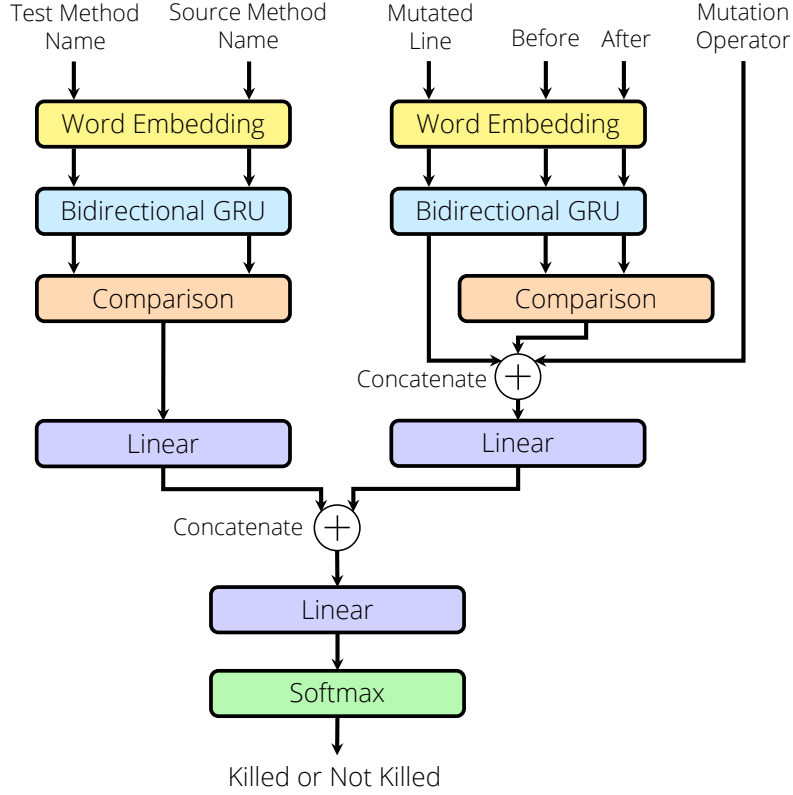 Test Method
Name
Source Method
Name
Mutated
Line
Before
After
Mutation
Operator
Word Embedding
Word Embedding
Bidirectional GRU
Bidirectional GRU
Comparison
Comparison
Concatenate
Linear
Linear
Concatenate
Linear
Softmax
Killed or Not Killed